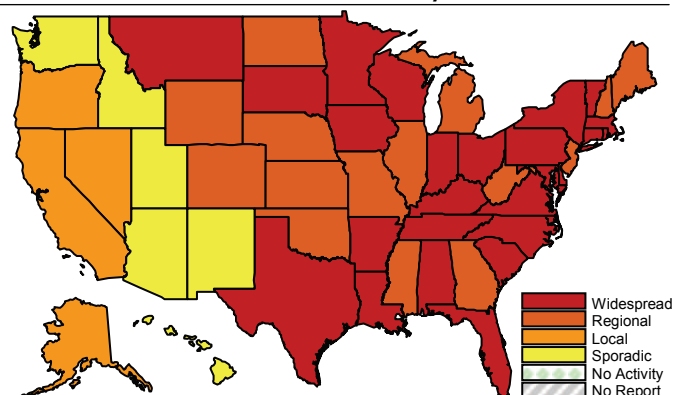 Widespread
Regional
Local
Sporadic
No Activity
No Report